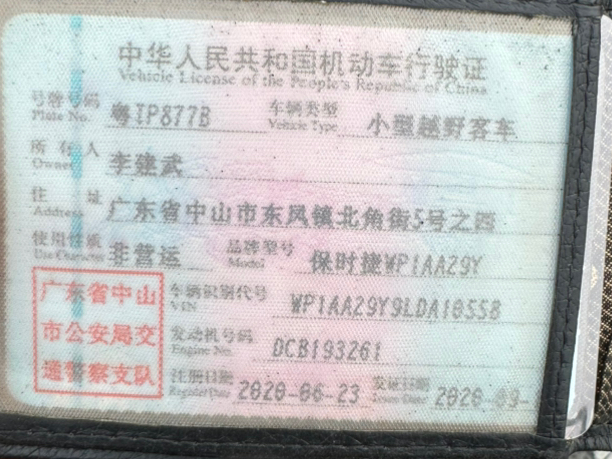 中华人民共和国机动车行驶证
Vehicle License of the People's Republic of China
号牌号码 粤TP877B 车辆类型 小型越野客车
Plate No. Vehicle Type
所有人 李建武
Owner
住址 广东省中山市东凤镇北角街5号之四
Address
使用性质 非营运 品牌型号 保时捷WP1AA29Y
Use Character Model
广东省中山
市公安局交
通警察支队
车辆识别代号 WP1AA29Y9LDA10558
VIN
发动机号码 DCB193261
Engine No.
注册日期 2020-06-23 发证日期 2020-09-
Register Date Issue Date